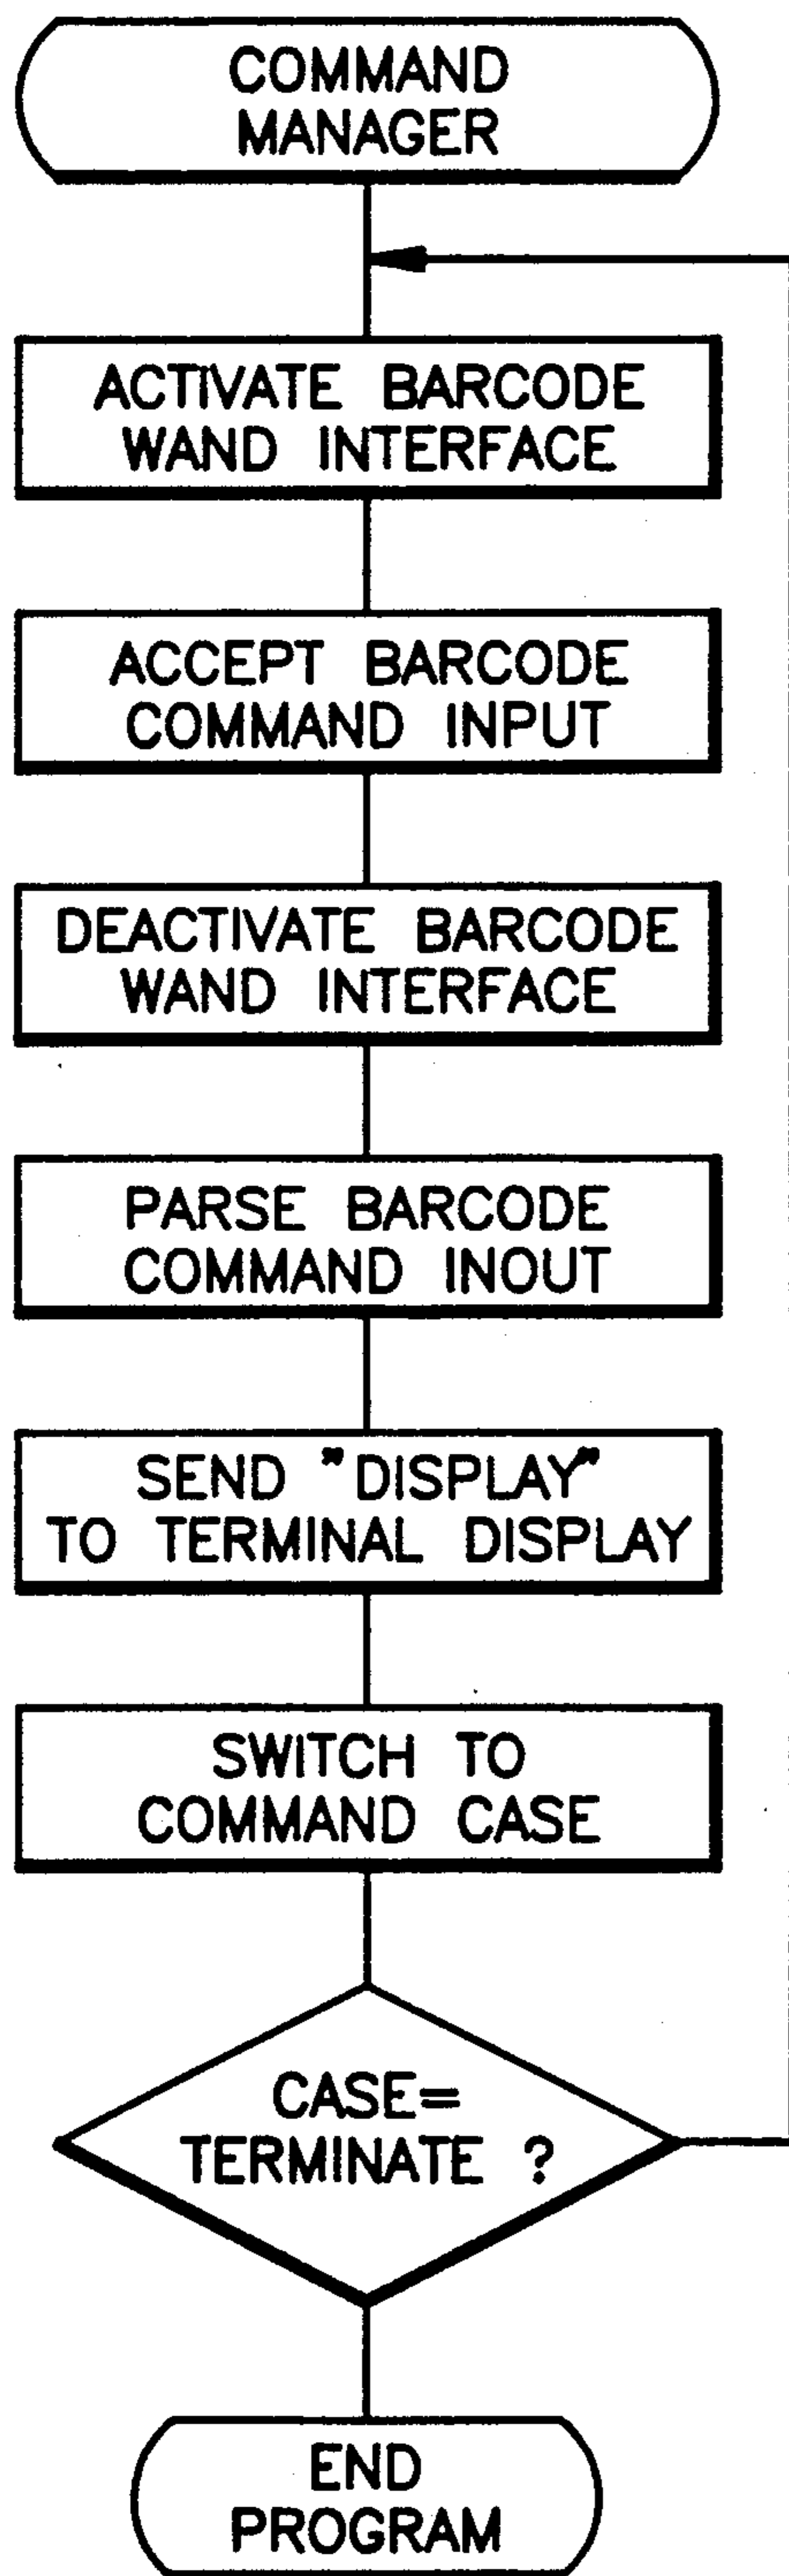 COMMAND
MANAGER
ACTIVATE BARCODE
WAND INTERFACE
ACCEPT BARCODE
COMMAND INPUT
DEACTIVATE BARCODE
WAND INTERFACE
PARSE BARCODE
COMMAND INOUT
SEND "DISPLAY"
TO TERMINAL DISPLAY
SWITCH TO
COMMAND CASE
CASE=
TERMINATE ?
END
PROGRAM